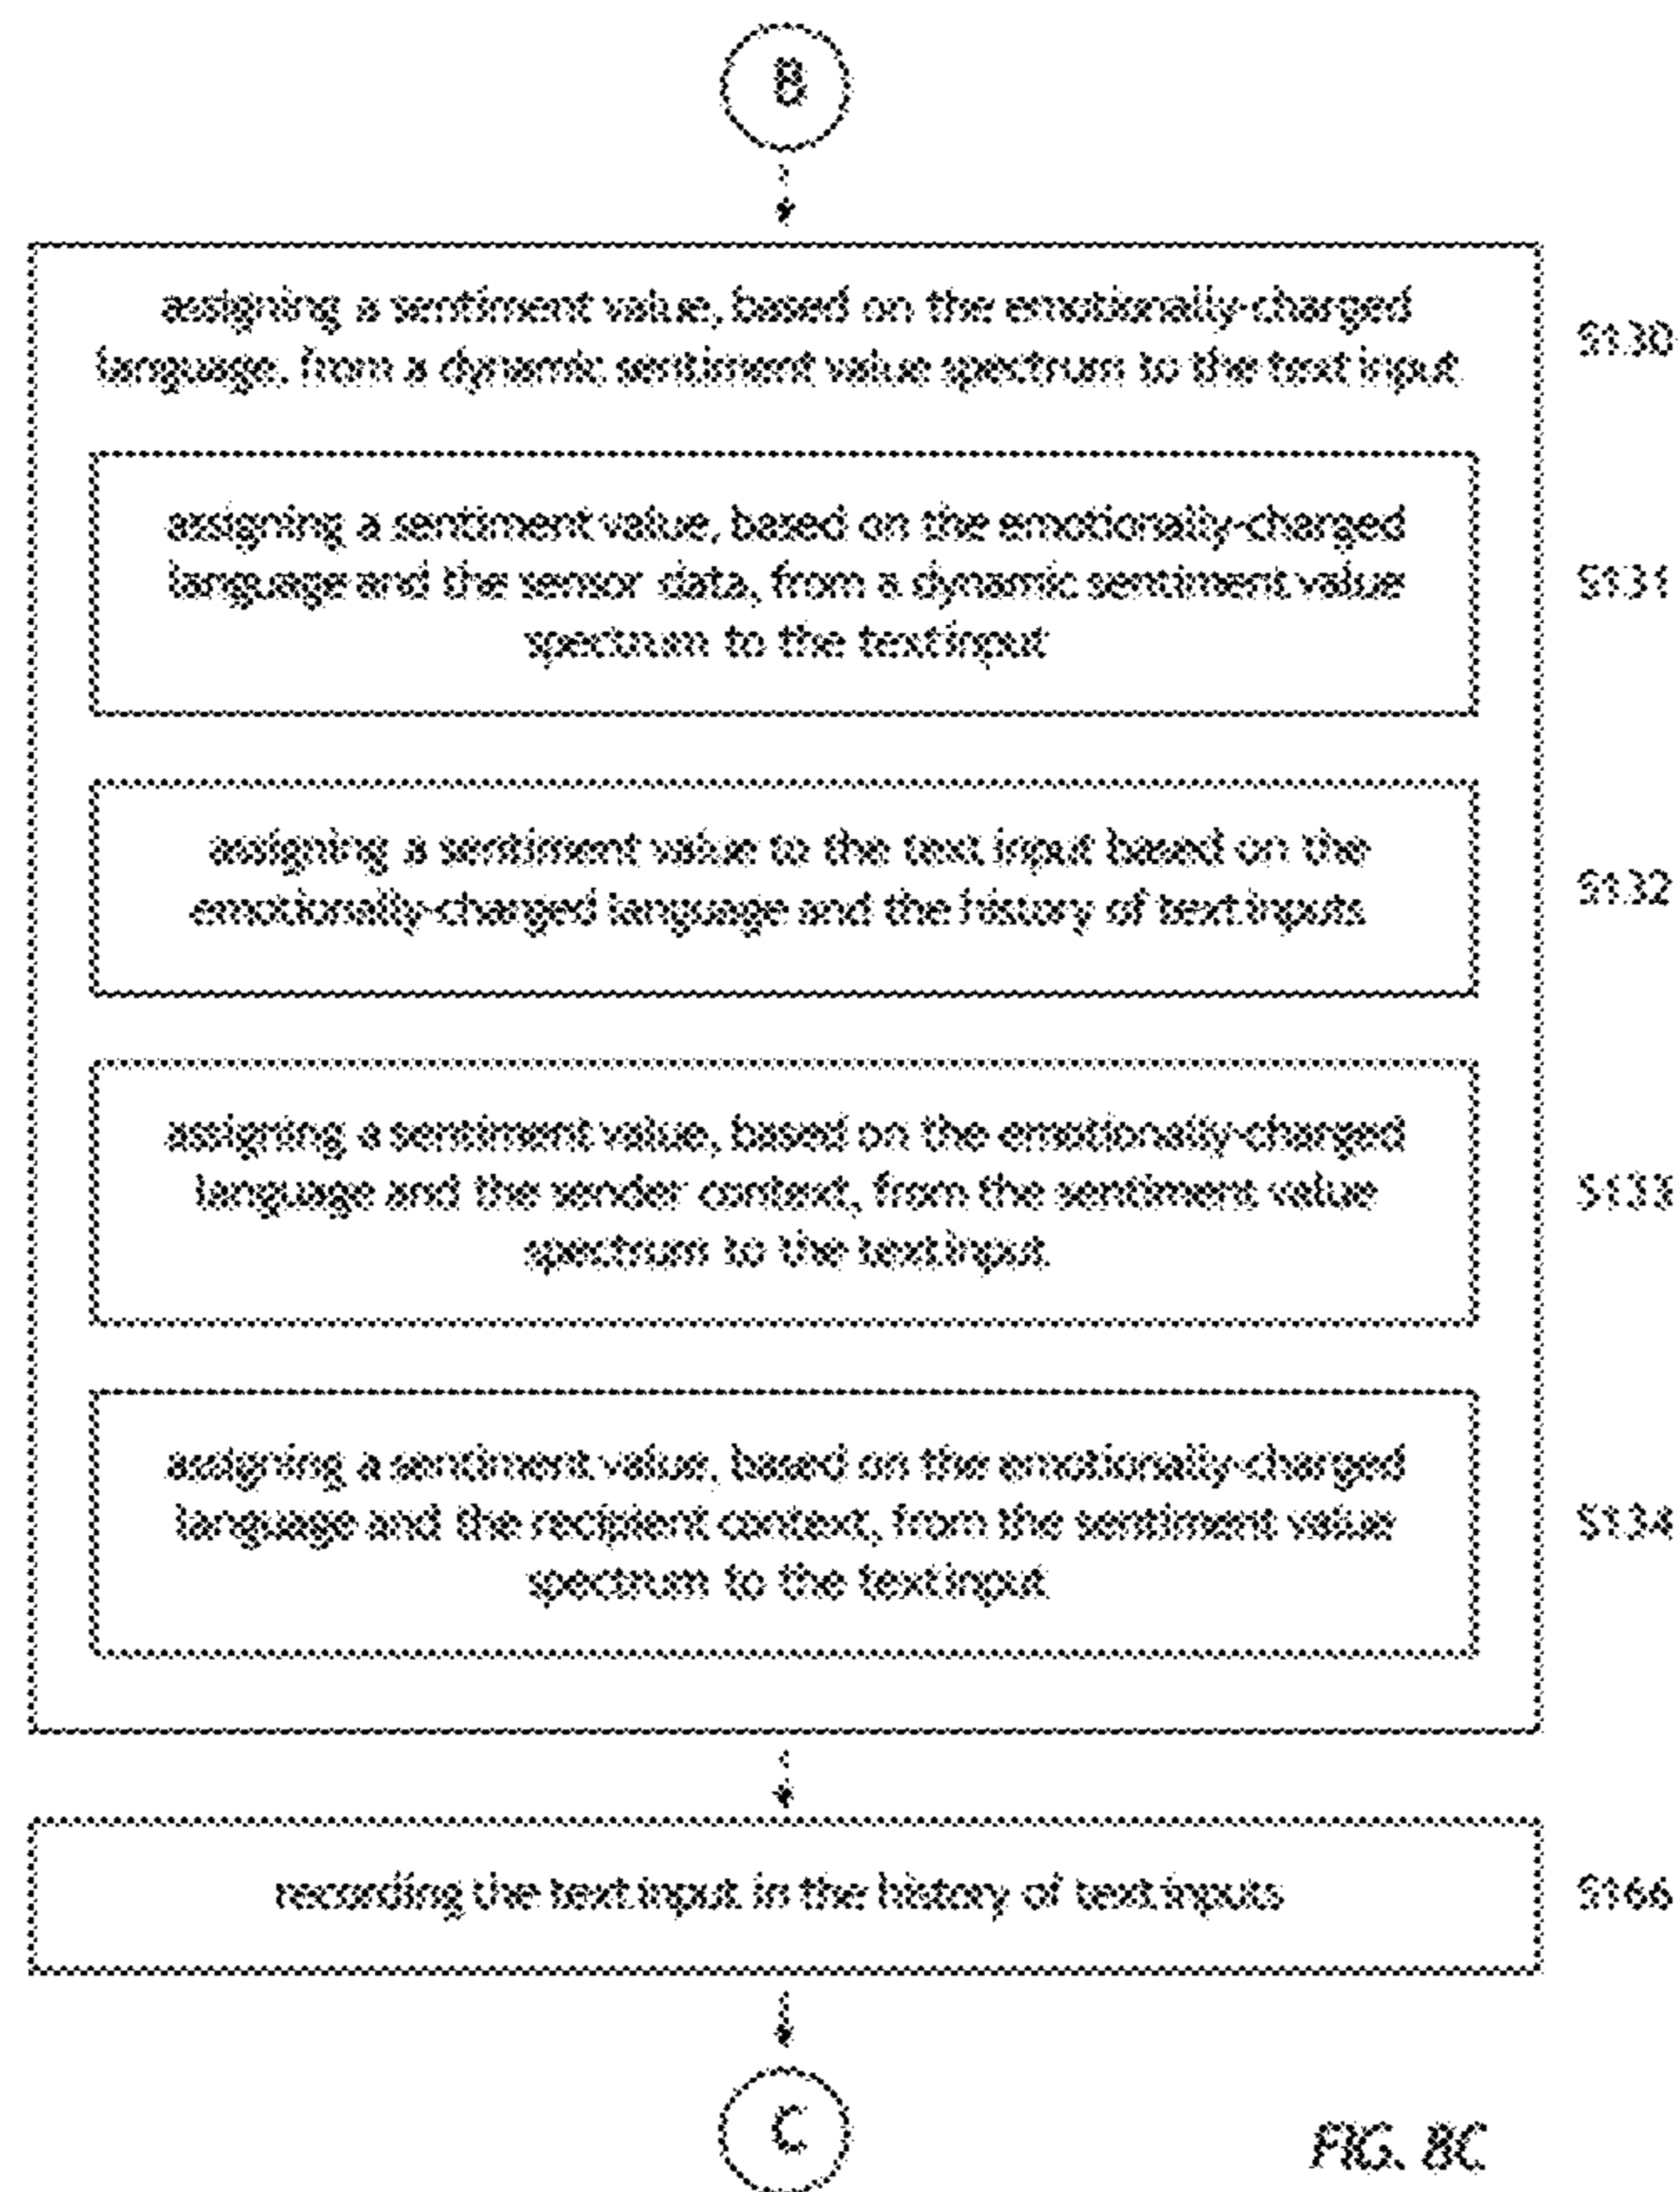 B
assigning a sentiment value, based on the emotionally-charged
language, from a dynamic sentiment value spectrum to the text input
S130
assigning a sentiment value, based on the emotionally-charged
language and the sensor data, from a dynamic sentiment value
spectrum to the text input
S131
assigning a sentiment value to the text input based on the
emotionally-charged language and the history of text inputs
S132
assigning a sentiment value, based on the emotionally-charged
language and the sender context, from the sentiment value
spectrum to the text input
S133
assigning a sentiment value, based on the emotionally-charged
language and the recipient context, from the sentiment value
spectrum to the text input
S134
recording the text input in the history of text inputs
S166
C
FIG. 8C